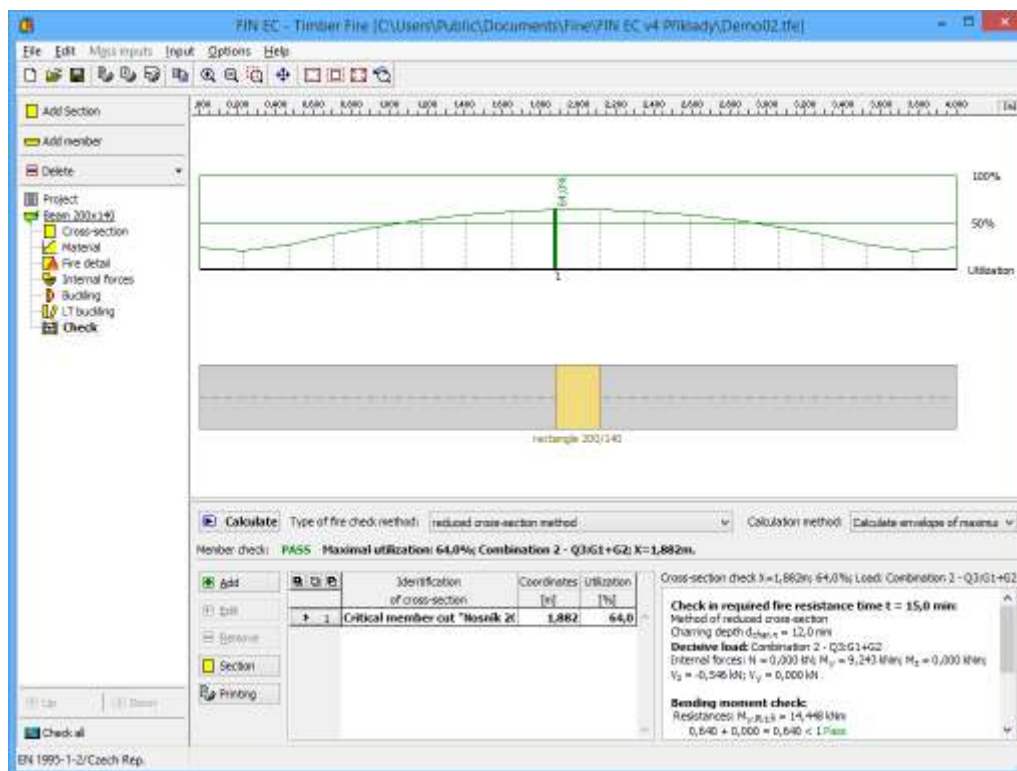 FIN EC - Timber Fire [C:\Users\Public\Documents\Fine\FIN EC v4 Příklady\Demo02.tfe]
File Edit Mass inputs Input Options Help
Add Section
Add member
Delete
Project
Beam 200x140
Cross-section
Material
Fire detail
Internal forces
Buckling
LT buckling
Check
[m]
100%
64,0%
50%
Utilization
1
rectangle 200/140
Calculate Type of fire check method: reduced cross-section method Calculation method: Calculate envelope of maxima
Member check: PASS Maximal utilization: 64,0%; Combination 2 - Q3:G1+G2; X=1,882m.
Add
Edit
Remove
Section
Printing
Identification of cross-section Coordinates [m] Utilization [%]
1 Critical member cut "Nosník 20 1,882 64,0
Cross-section check X=1,882m; 64,0%; Load: Combination 2 - Q3:G1+G2
Check in required fire resistance time t = 15,0 min:
Method of reduced cross-section
Charring depth dchar,n = 12,0 mm
Decisive load: Combination 2 - Q3:G1+G2
Internal forces: N = 0,000 kN; My = 9,243 kNm; Mz = 0,000 kNm;
Vz = -0,546 kN; Vy = 0,000 kN.
Bending moment check:
Resistances: My,R,1,fi = 14,448 kNm
0,640 + 0,000 = 0,640 < 1 Pass
Up Down
Check all
EN 1995-1-2/Czech Rep.